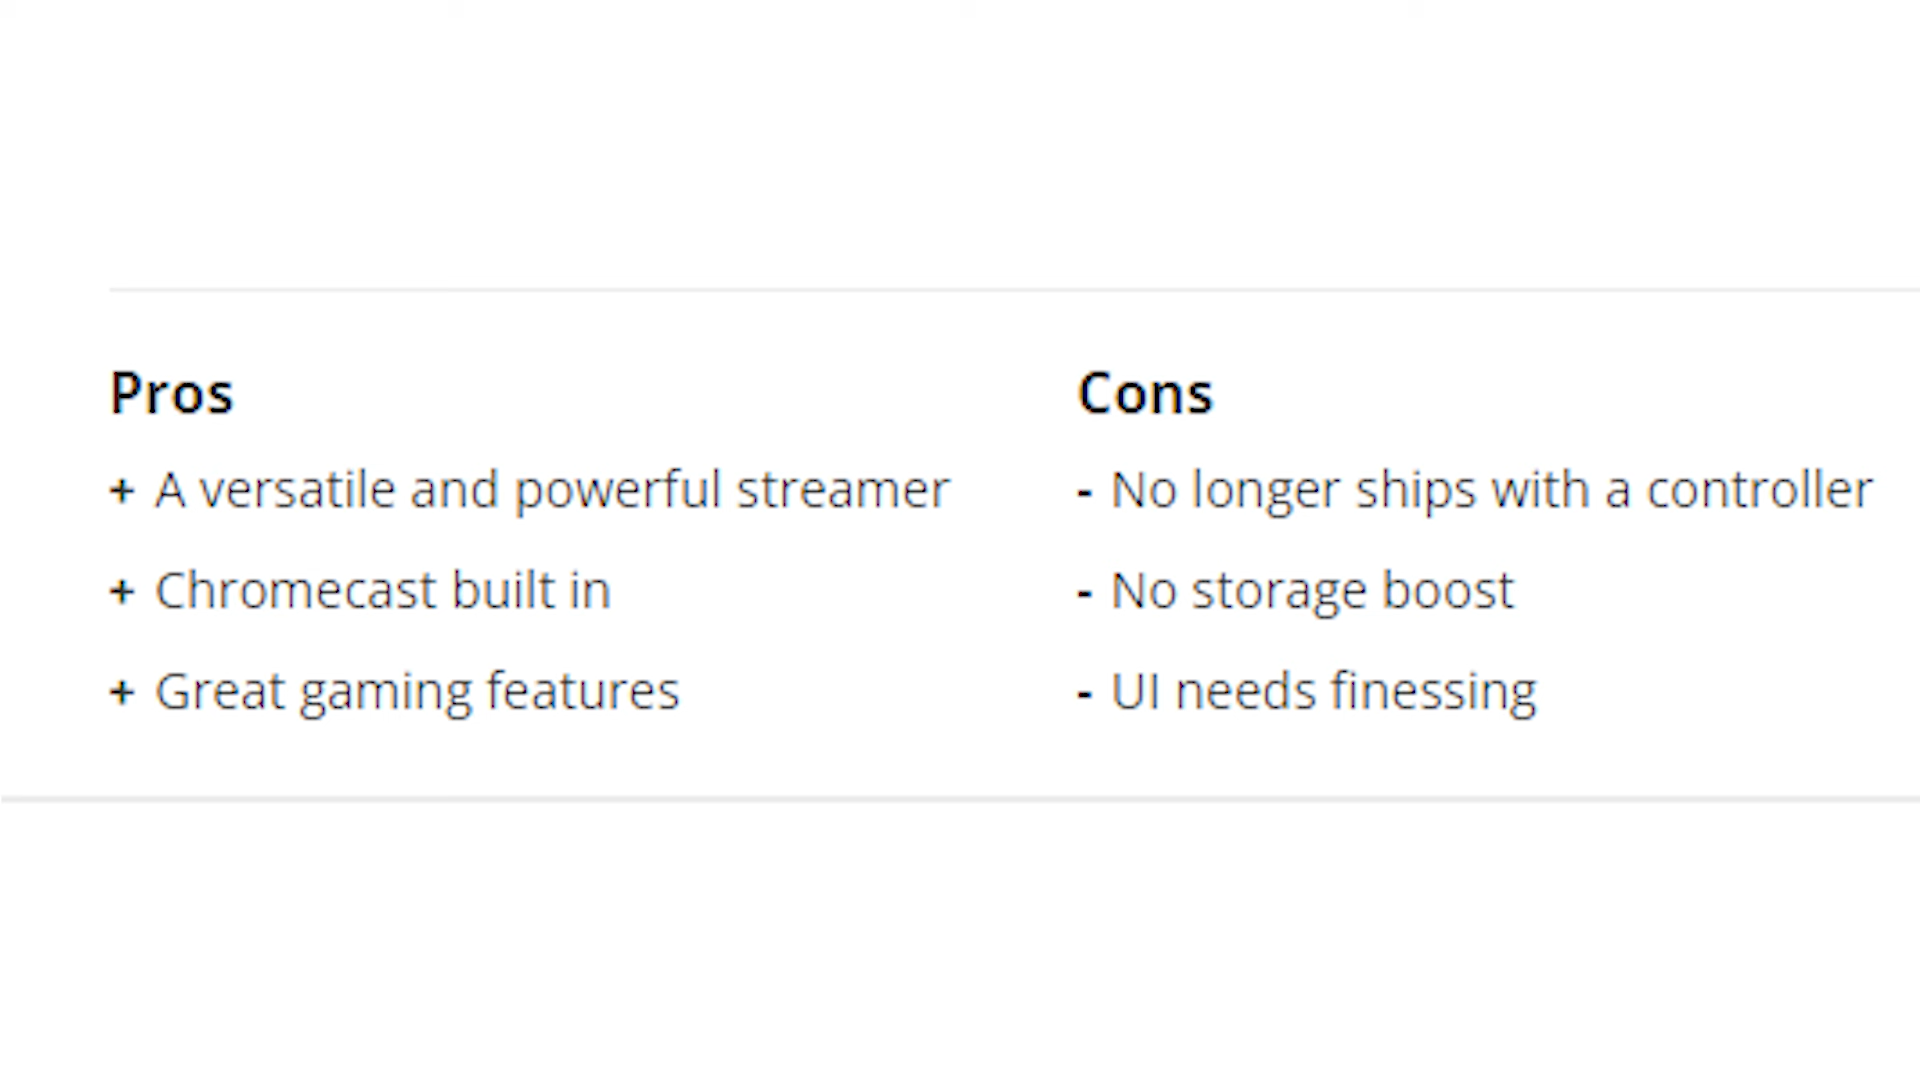 Pros
+ A versatile and powerful streamer
+ Chromecast built in
+ Great gaming features
Cons
- No longer ships with a controller
- No storage boost
- UI needs finessing